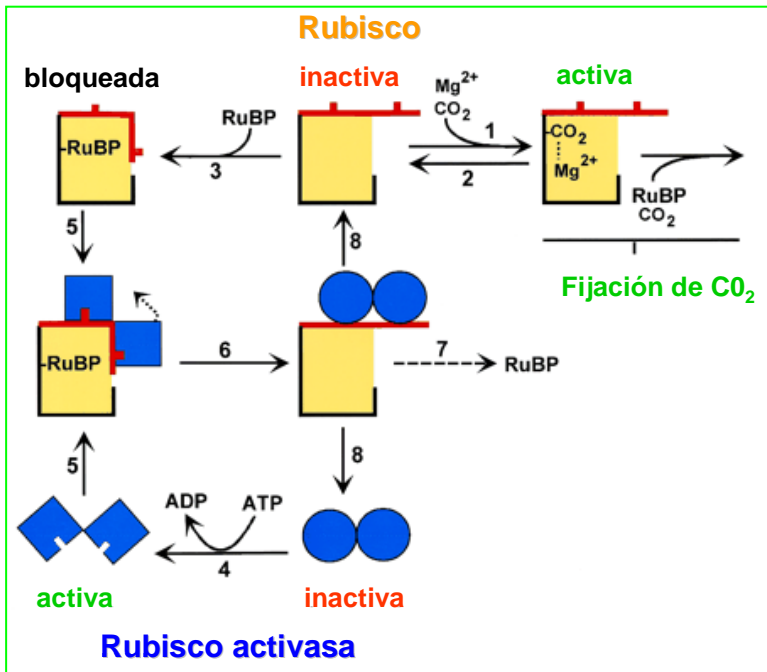 Rubisco
bloqueada
inactiva
activa
Mg²⁺
CO₂
RuBP
1
2
3
-RuBP
-CO₂
Mg²⁺
RuBP
CO₂
5
8
Fijación de C0₂
-RuBP
6
7
RuBP
5
8
ADP
ATP
4
activa
inactiva
Rubisco activasa